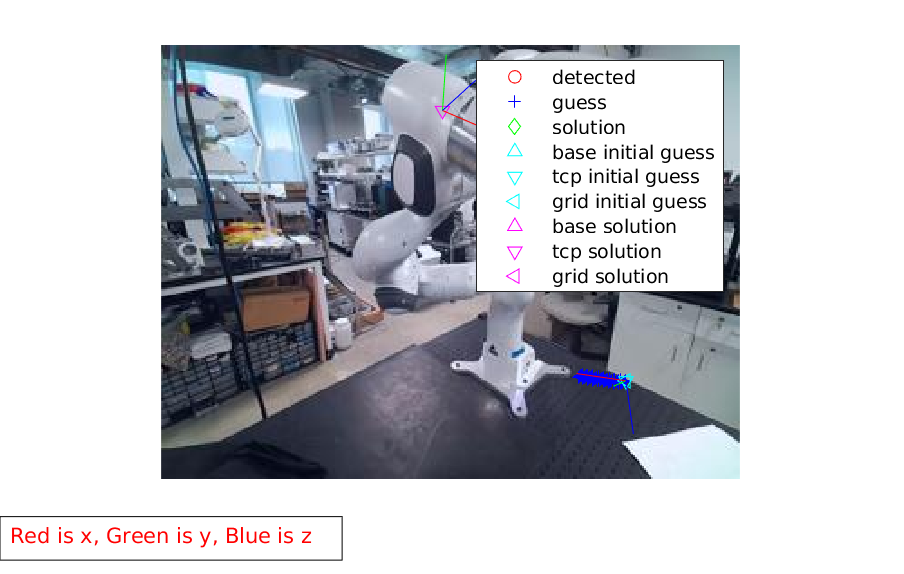 detected
guess
solution
base initial guess
tcp initial guess
grid initial guess
base solution
tcp solution
grid solution
Red is x, Green is y, Blue is z